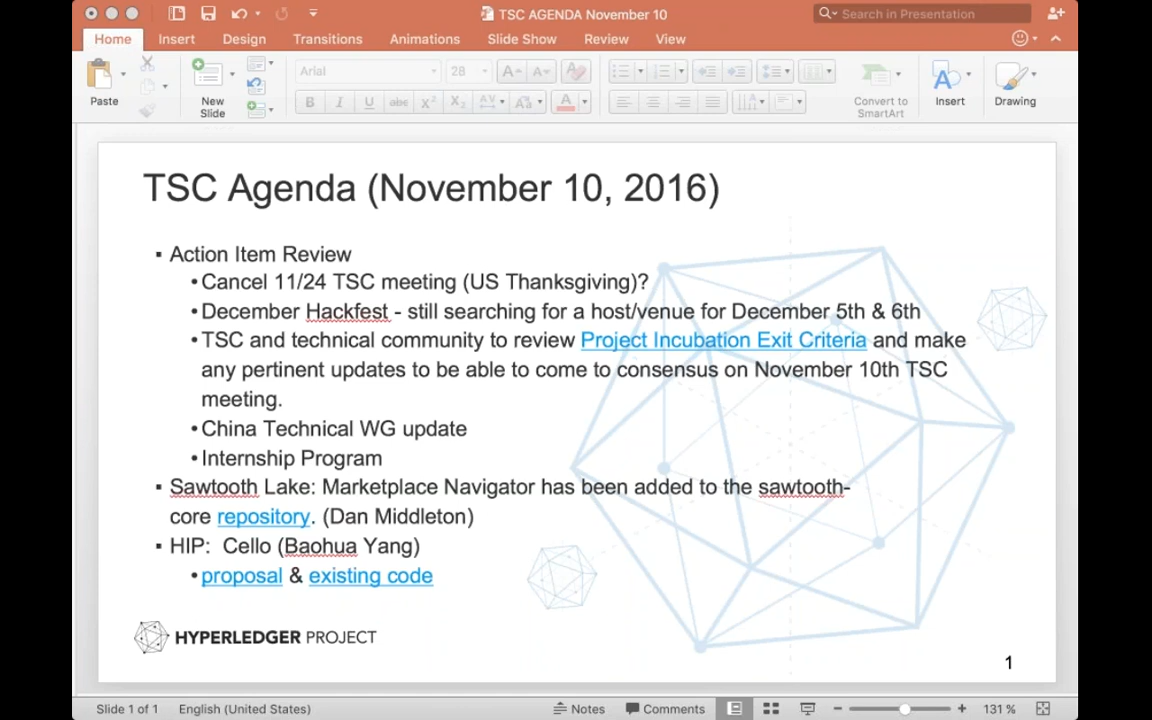 TSC AGENDA November 10
Search in Presentation
Home Insert Design Transitions Animations Slide Show Review View
Arial 28
Paste New Slide Convert to SmartArt Insert Drawing
B I U abc X² X₂ AV Aa A
TSC Agenda (November 10, 2016)
▪ Action Item Review
• Cancel 11/24 TSC meeting (US Thanksgiving)?
• December Hackfest - still searching for a host/venue for December 5th & 6th
• TSC and technical community to review Project Incubation Exit Criteria and make
any pertinent updates to be able to come to consensus on November 10th TSC
meeting.
• China Technical WG update
• Internship Program
▪ Sawtooth Lake: Marketplace Navigator has been added to the sawtooth-
core repository. (Dan Middleton)
▪ HIP: Cello (Baohua Yang)
• proposal & existing code
HYPERLEDGER PROJECT
1
Slide 1 of 1 English (United States) Notes Comments 131 %